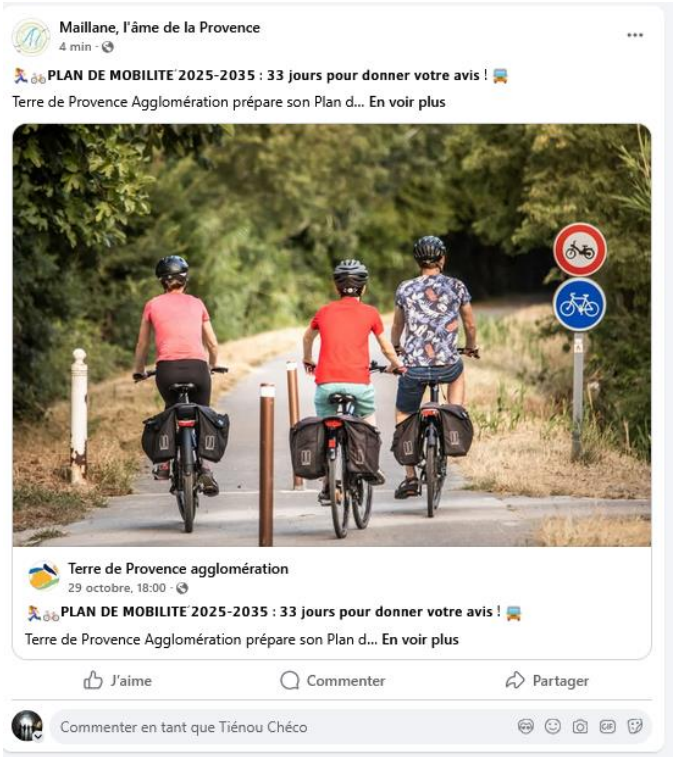 Maillane, l'âme de la Provence
4 min ·
🏃🚲PLAN DE MOBILITE 2025-2035 : 33 jours pour donner votre avis ! 🚍
Terre de Provence Agglomération prépare son Plan d... En voir plus
Terre de Provence agglomération
29 octobre, 18:00 ·
🏃🚲PLAN DE MOBILITE 2025-2035 : 33 jours pour donner votre avis ! 🚍
Terre de Provence Agglomération prépare son Plan d... En voir plus
J'aime
Commenter
Partager
Commenter en tant que Tiénou Chéco
GIF